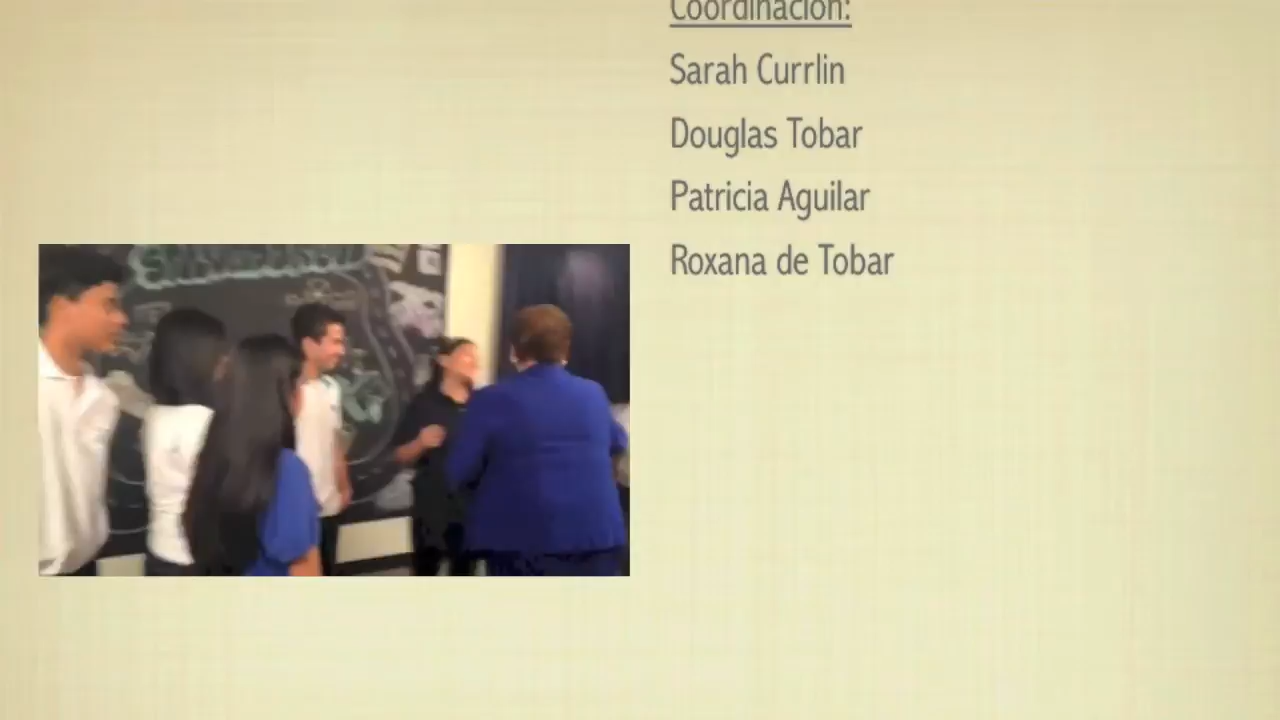 Coordinación:
Sarah Currlin
Douglas Tobar
Patricia Aguilar
Roxana de Tobar